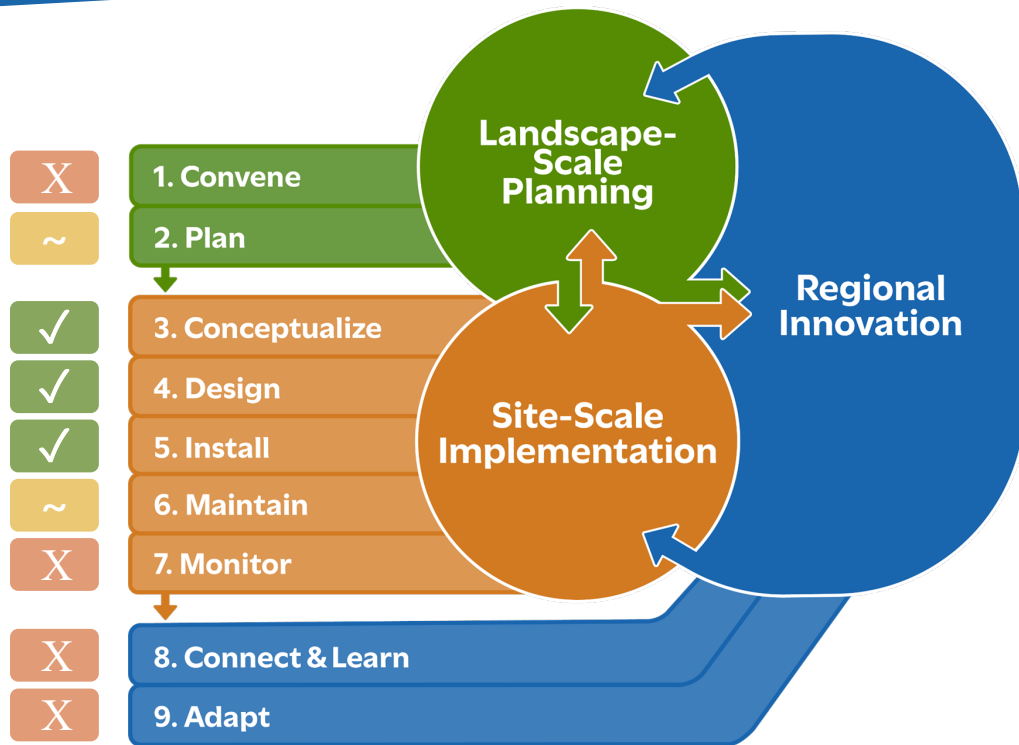 Landscape-
Scale
Planning
X
1. Convene
~
2. Plan
Regional
Innovation
✓
3. Conceptualize
✓
4. Design
Site-Scale
Implementation
✓
5. Install
~
6. Maintain
X
7. Monitor
X
8. Connect & Learn
X
9. Adapt